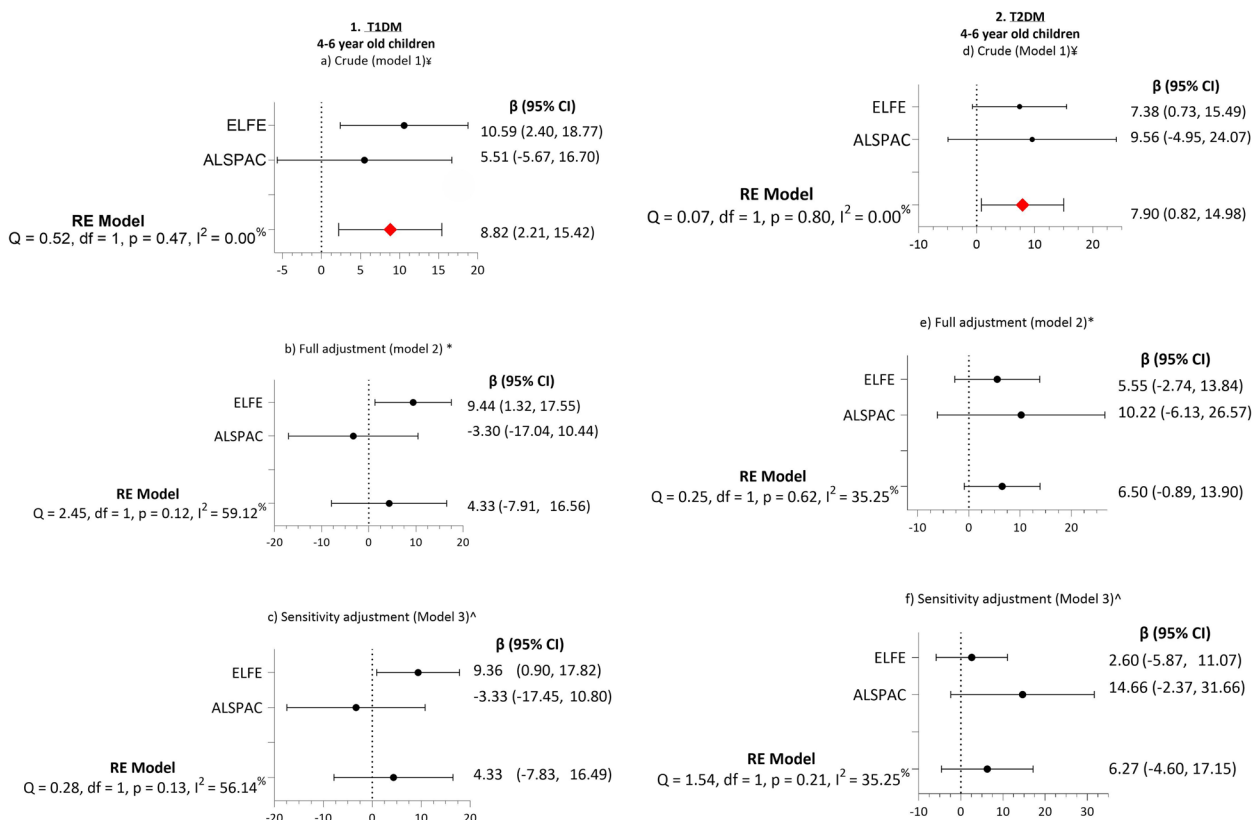 1. T1DM
4-6 year old children
a) Crude (model 1)¥
β (95% CI)
ELFE
10.59 (2.40, 18.77)
ALSPAC
5.51 (-5.67, 16.70)
RE Model
Q = 0.52, df = 1, p = 0.47, I² = 0.00%
8.82 (2.21, 15.42)
-5 0 5 10 15 20
b) Full adjustment (model 2) *
β (95% CI)
ELFE
9.44 (1.32, 17.55)
ALSPAC
-3.30 (-17.04, 10.44)
RE Model
Q = 2.45, df = 1, p = 0.12, I² = 59.12%
4.33 (-7.91, 16.56)
-20 -10 0 10 20
c) Sensitivity adjustment (Model 3)^
β (95% CI)
ELFE
9.36 (0.90, 17.82)
ALSPAC
-3.33 (-17.45, 10.80)
RE Model
Q = 0.28, df = 1, p = 0.13, I² = 56.14%
4.33 (-7.83, 16.49)
-20 -10 0 10 20
2. T2DM
4-6 year old children
d) Crude (Model 1)¥
β (95% CI)
ELFE
7.38 (0.73, 15.49)
ALSPAC
9.56 (-4.95, 24.07)
RE Model
Q = 0.07, df = 1, p = 0.80, I² = 0.00%
7.90 (0.82, 14.98)
-10 0 10 20
e) Full adjustment (model 2)*
β (95% CI)
ELFE
5.55 (-2.74, 13.84)
ALSPAC
10.22 (-6.13, 26.57)
RE Model
Q = 0.25, df = 1, p = 0.62, I² = 35.25%
6.50 (-0.89, 13.90)
-10 0 10 20
f) Sensitivity adjustment (Model 3)^
β (95% CI)
ELFE
2.60 (-5.87, 11.07)
ALSPAC
14.66 (-2.37, 31.66)
RE Model
Q = 1.54, df = 1, p = 0.21, I² = 35.25%
6.27 (-4.60, 17.15)
-10 0 10 20 30